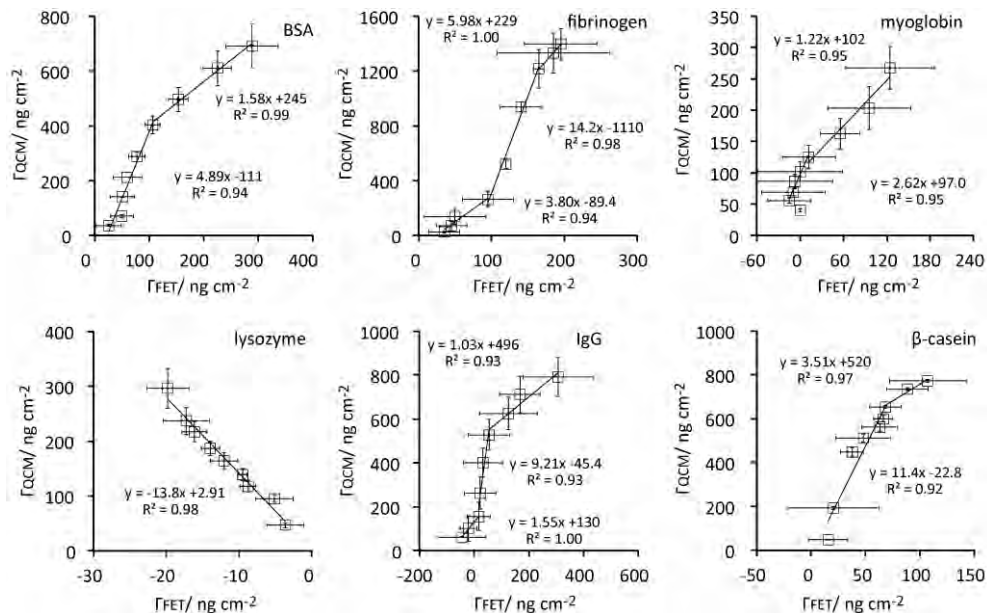 BSA
800
600
400
200
0
y = 1.58x +245
R² = 0.99
y = 4.89x -111
R² = 0.94
0 100 200 300 400
ΓQCM/ ng cm-2
ΓFET/ ng cm-2
fibrinogen
1600
1200
800
400
0
y = 5.98x +229
R² = 1.00
y = 14.2x -1110
R² = 0.98
y = 3.80x -89.4
R² = 0.94
0 100 200 300
ΓQCM/ ng cm-2
ΓFET/ ng cm-2
myoglobin
350
300
250
200
150
100
50
0
y = 1.22x +102
R² = 0.95
y = 2.62x +97.0
R² = 0.95
-60 0 60 120 180 240
ΓQCM/ ng cm-2
ΓFET/ ng cm-2
lysozyme
400
300
200
100
0
y = -13.8x +2.91
R² = 0.98
-30 -20 -10 0
ΓQCM/ ng cm-2
ΓFET/ ng cm-2
IgG
1000
800
600
400
200
0
y = 1.03x +496
R² = 0.93
y = 9.21x -45.4
R² = 0.93
y = 1.55x +130
R² = 1.00
-200 0 200 400 600
ΓQCM/ ng cm-2
ΓFET/ ng cm-2
β-casein
1000
800
600
400
200
0
y = 3.51x +520
R² = 0.97
y = 11.4x -22.8
R² = 0.92
-50 0 50 100 150
ΓQCM/ ng cm-2
ΓFET/ ng cm-2